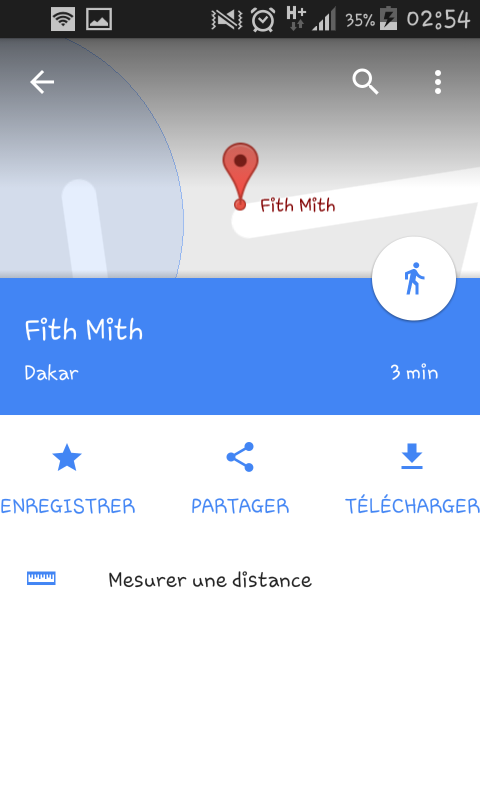 H+ 35% 02:54
Fith Mith
Fith Mith
Dakar 3 min
ENREGISTRER PARTAGER TÉLÉCHARGER
Mesurer une distance